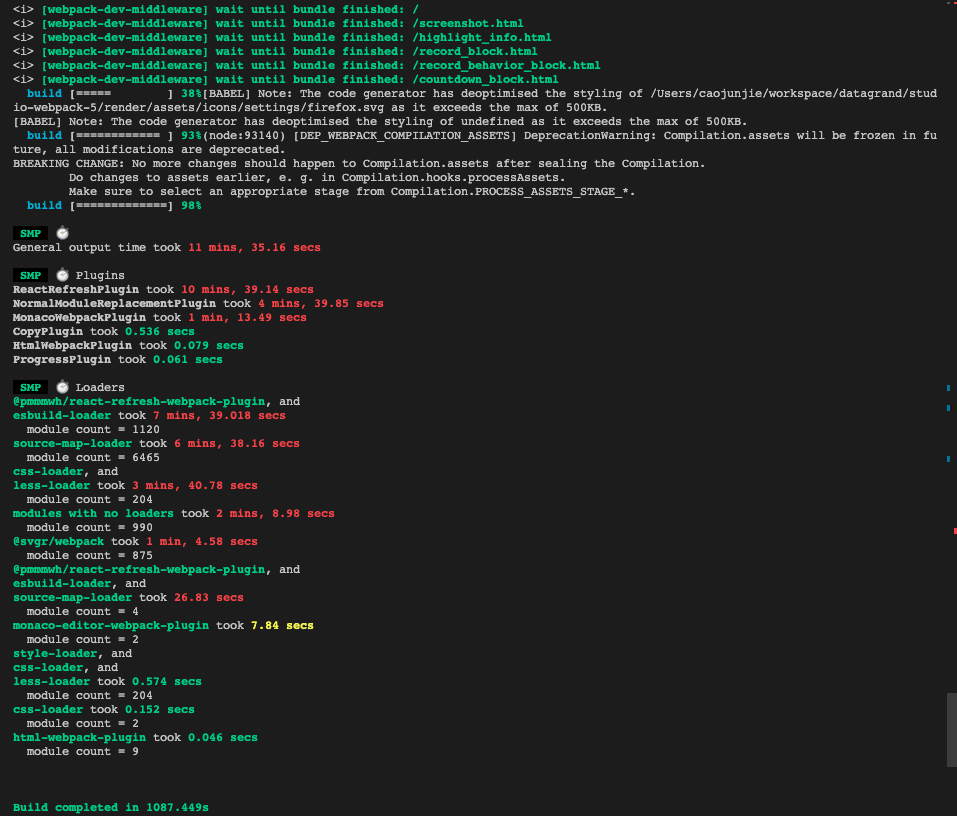 <i> [webpack-dev-middleware] wait until bundle finished: /
<i> [webpack-dev-middleware] wait until bundle finished: /screenshot.html
<i> [webpack-dev-middleware] wait until bundle finished: /highlight_info.html
<i> [webpack-dev-middleware] wait until bundle finished: /record_block.html
<i> [webpack-dev-middleware] wait until bundle finished: /record_behavior_block.html
<i> [webpack-dev-middleware] wait until bundle finished: /countdown_block.html
build [=====        ] 38%[BABEL] Note: The code generator has deoptimised the styling of /Users/caojunjie/workspace/datagrand/stud
io-webpack-5/render/assets/icons/settings/firefox.svg as it exceeds the max of 500KB.
[BABEL] Note: The code generator has deoptimised the styling of undefined as it exceeds the max of 500KB.
build [============ ] 93%(node:93140) [DEP_WEBPACK_COMPILATION_ASSETS] DeprecationWarning: Compilation.assets will be frozen in fu
ture, all modifications are deprecated.
BREAKING CHANGE: No more changes should happen to Compilation.assets after sealing the Compilation.
Do changes to assets earlier, e. g. in Compilation.hooks.processAssets.
Make sure to select an appropriate stage from Compilation.PROCESS_ASSETS_STAGE_*.
build [=============] 98%
SMP
General output time took 11 mins, 35.16 secs
SMP Plugins
ReactRefreshPlugin took 10 mins, 39.14 secs
NormalModuleReplacementPlugin took 4 mins, 39.85 secs
MonacoWebpackPlugin took 1 min, 13.49 secs
CopyPlugin took 0.536 secs
HtmlWebpackPlugin took 0.079 secs
ProgressPlugin took 0.061 secs
SMP Loaders
@pmmmwh/react-refresh-webpack-plugin, and
esbuild-loader took 7 mins, 39.018 secs
module count = 1120
source-map-loader took 6 mins, 38.16 secs
module count = 6465
css-loader, and
less-loader took 3 mins, 40.78 secs
module count = 204
modules with no loaders took 2 mins, 8.98 secs
module count = 990
@svgr/webpack took 1 min, 4.58 secs
module count = 875
@pmmmwh/react-refresh-webpack-plugin, and
esbuild-loader, and
source-map-loader took 26.83 secs
module count = 4
monaco-editor-webpack-plugin took 7.84 secs
module count = 2
style-loader, and
css-loader, and
less-loader took 0.574 secs
module count = 204
css-loader took 0.152 secs
module count = 2
html-webpack-plugin took 0.046 secs
module count = 9
Build completed in 1087.449s